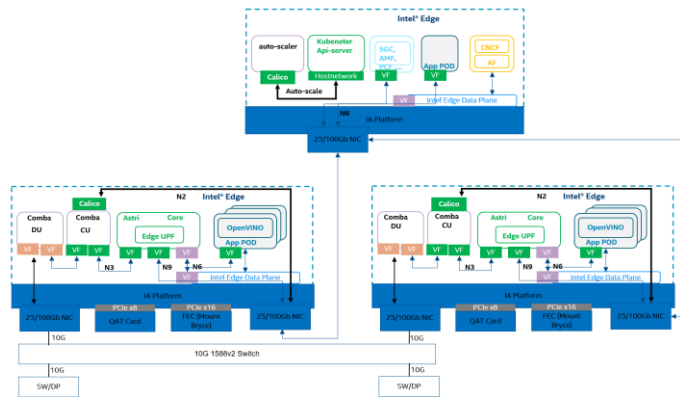 Intel® Edge
auto-scaler
Kubeneter
Api-server
5GC,
AMF,
PCF...
App POD
CNCF
AF
Calico
Hostnetwork
VF
VF
Auto-scale
VF
Intel Edge Data Plane
N6
IA Platform
25/100Gb NIC
N2
Intel® Edge
Calico
Comba
DU
Comba
CU
Astri
Core
Edge UPF
OpenVINO
App POD
VF
VF
VF
VF
VF
VF
VF
VF
N3
N9
N6
VF
Intel Edge Data Plane
IA Platform
25/100Gb NIC
PCIe x8
QAT Card
PCIe x16
FEC (Mount
Bryce)
25/100Gb NIC
N2
Intel® Edge
Calico
Comba
DU
Comba
CU
Astri
Core
Edge UPF
OpenVINO
App POD
VF
VF
VF
VF
VF
VF
VF
VF
N3
N9
N6
VF
Intel Edge Data Plane
IA Platform
25/100Gb NIC
PCIe x8
QAT Card
PCIe x16
FEC (Mount
Bryce)
25/100Gb NIC
10G
10G
10G 1588v2 Switch
10G
10G
SW/DP
SW/DP